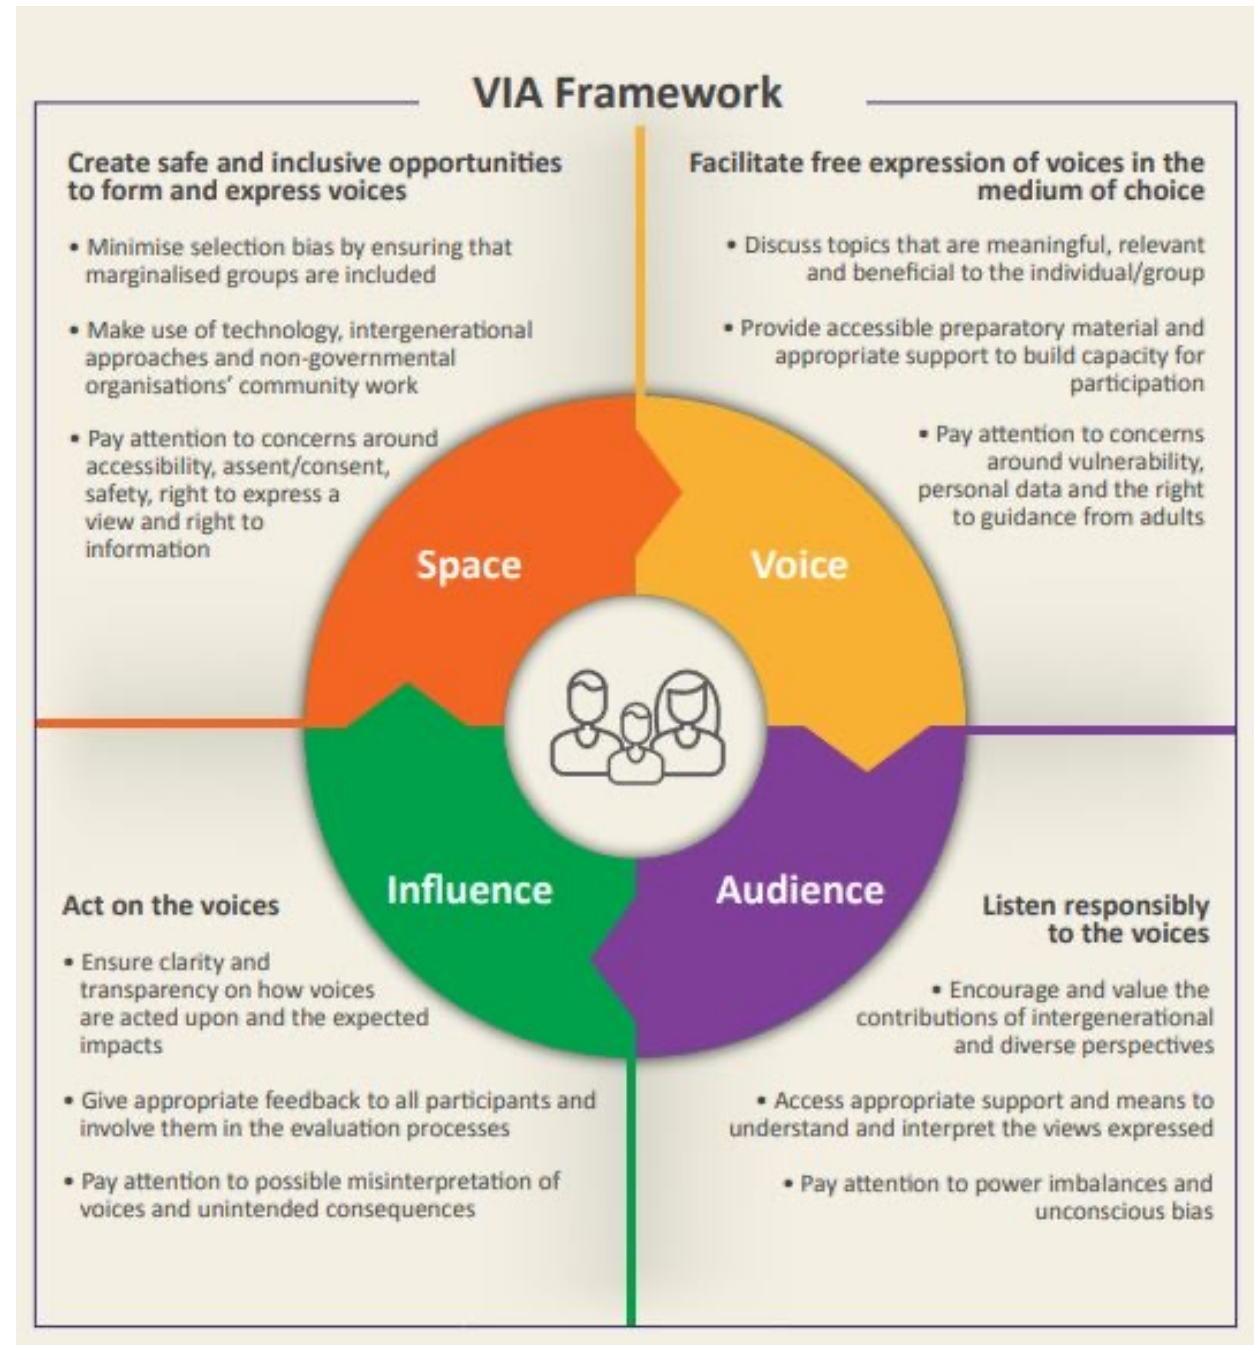 VIA Framework
Create safe and inclusive opportunities
to form and express voices
• Minimise selection bias by ensuring that
marginalised groups are included
• Make use of technology, intergenerational
approaches and non-governmental
organisations’ community work
• Pay attention to concerns around
accessibility, assent/consent,
safety, right to express a
view and right to
information
Facilitate free expression of voices in the
medium of choice
• Discuss topics that are meaningful, relevant
and beneficial to the individual/group
• Provide accessible preparatory material and
appropriate support to build capacity for
participation
• Pay attention to concerns
around vulnerability,
personal data and the right
to guidance from adults
Space
Voice
Influence
Audience
Act on the voices
• Ensure clarity and
transparency on how voices
are acted upon and the expected
impacts
• Give appropriate feedback to all participants and
involve them in the evaluation processes
• Pay attention to possible misinterpretation of
voices and unintended consequences
Listen responsibly
to the voices
• Encourage and value the
contributions of intergenerational
and diverse perspectives
• Access appropriate support and means to
understand and interpret the views expressed
• Pay attention to power imbalances and
unconscious bias